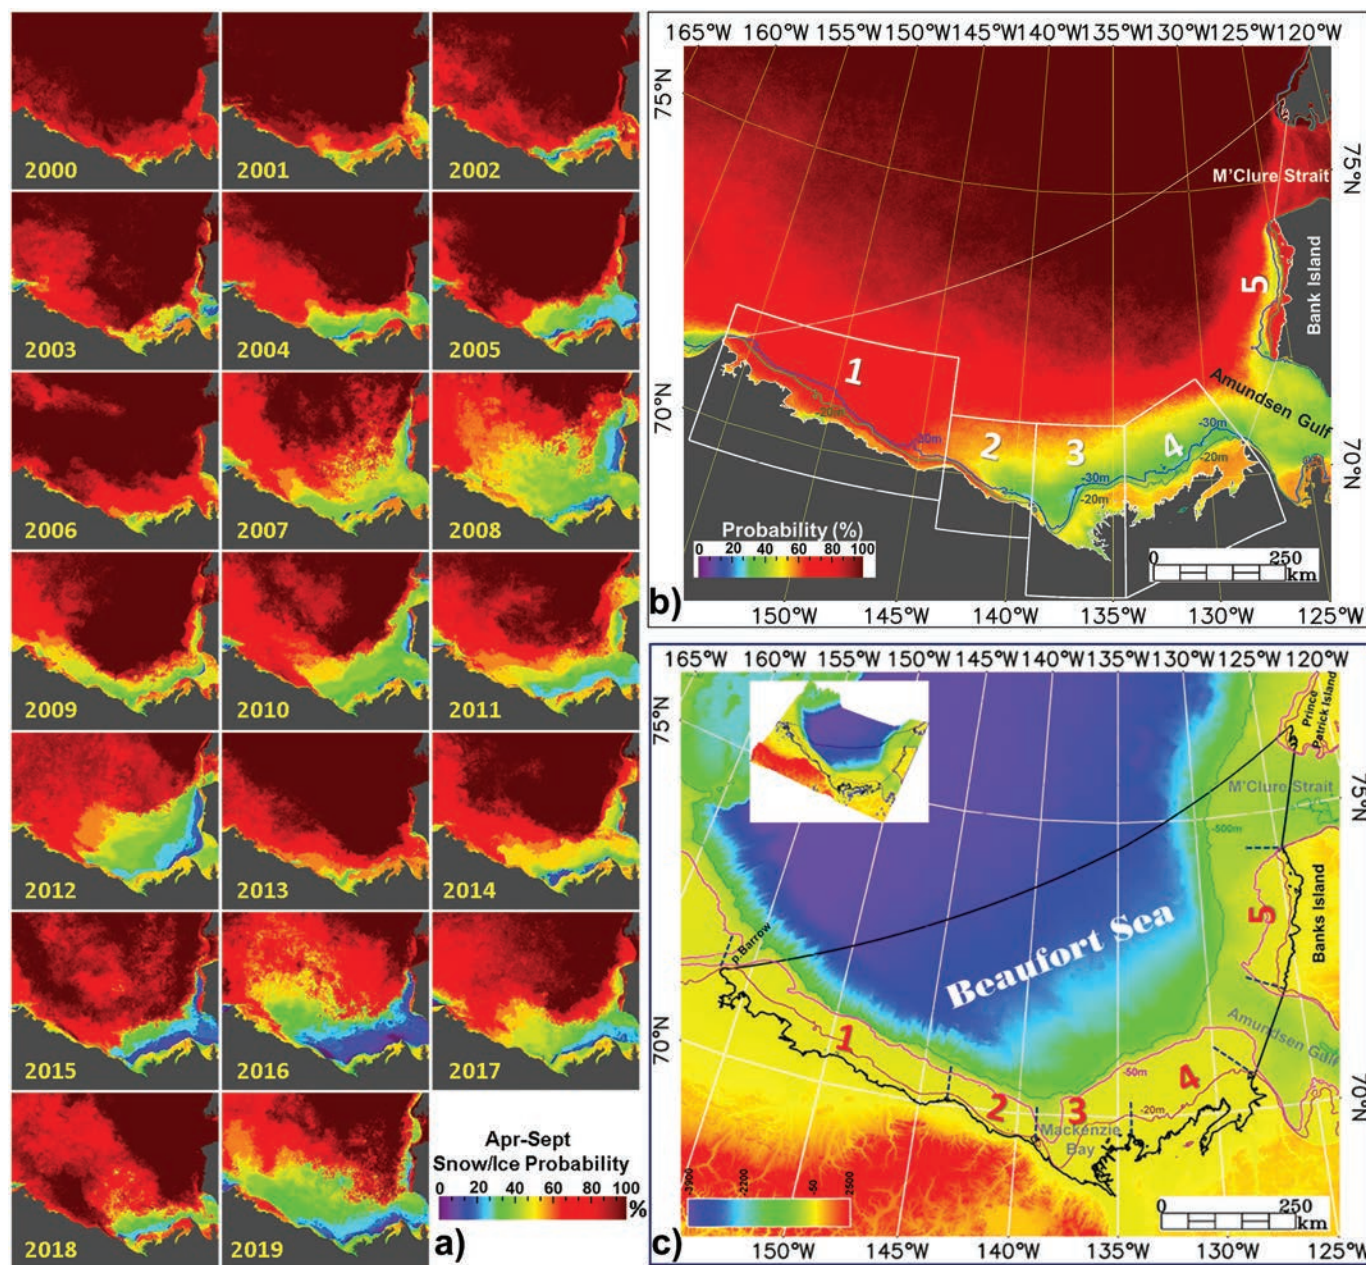 2000
2001
2002
2003
2004
2005
2006
2007
2008
2009
2010
2011
2012
2013
2014
2015
2016
2017
2018
2019
Apr-Sept
Snow/Ice Probability
0 20 40 60 80 100
%
a)
165°W 160°W 155°W 150°W 145°W 140°W 135°W 130°W 125°W 120°W
75°N
75°N
M'Clure Strait
Bank Island
5
1
70°N
-20m
-30m
Amundsen Gulf
2
3
4
-30m
-20m
-30m
-20m
70°N
Probability (%)
0 20 40 60 80 100
0 250
km
b)
150°W 145°W 140°W 135°W 130°W 125°W
165°W 160°W 155°W 150°W 145°W 140°W 135°W 130°W 125°W 120°W
75°N
Prince
Patrick Island
M'Clure Strait
75°N
-500m
5
Banks Island
p.Barrow
Beaufort Sea
70°N
1
Amundsen Gulf
-50m
4
2
3
-20m
70°N
Mackenzie
Bay
-3900 -2200 -50 2500
0 250
km
c)
150°W 145°W 140°W 135°W 130°W 125°W